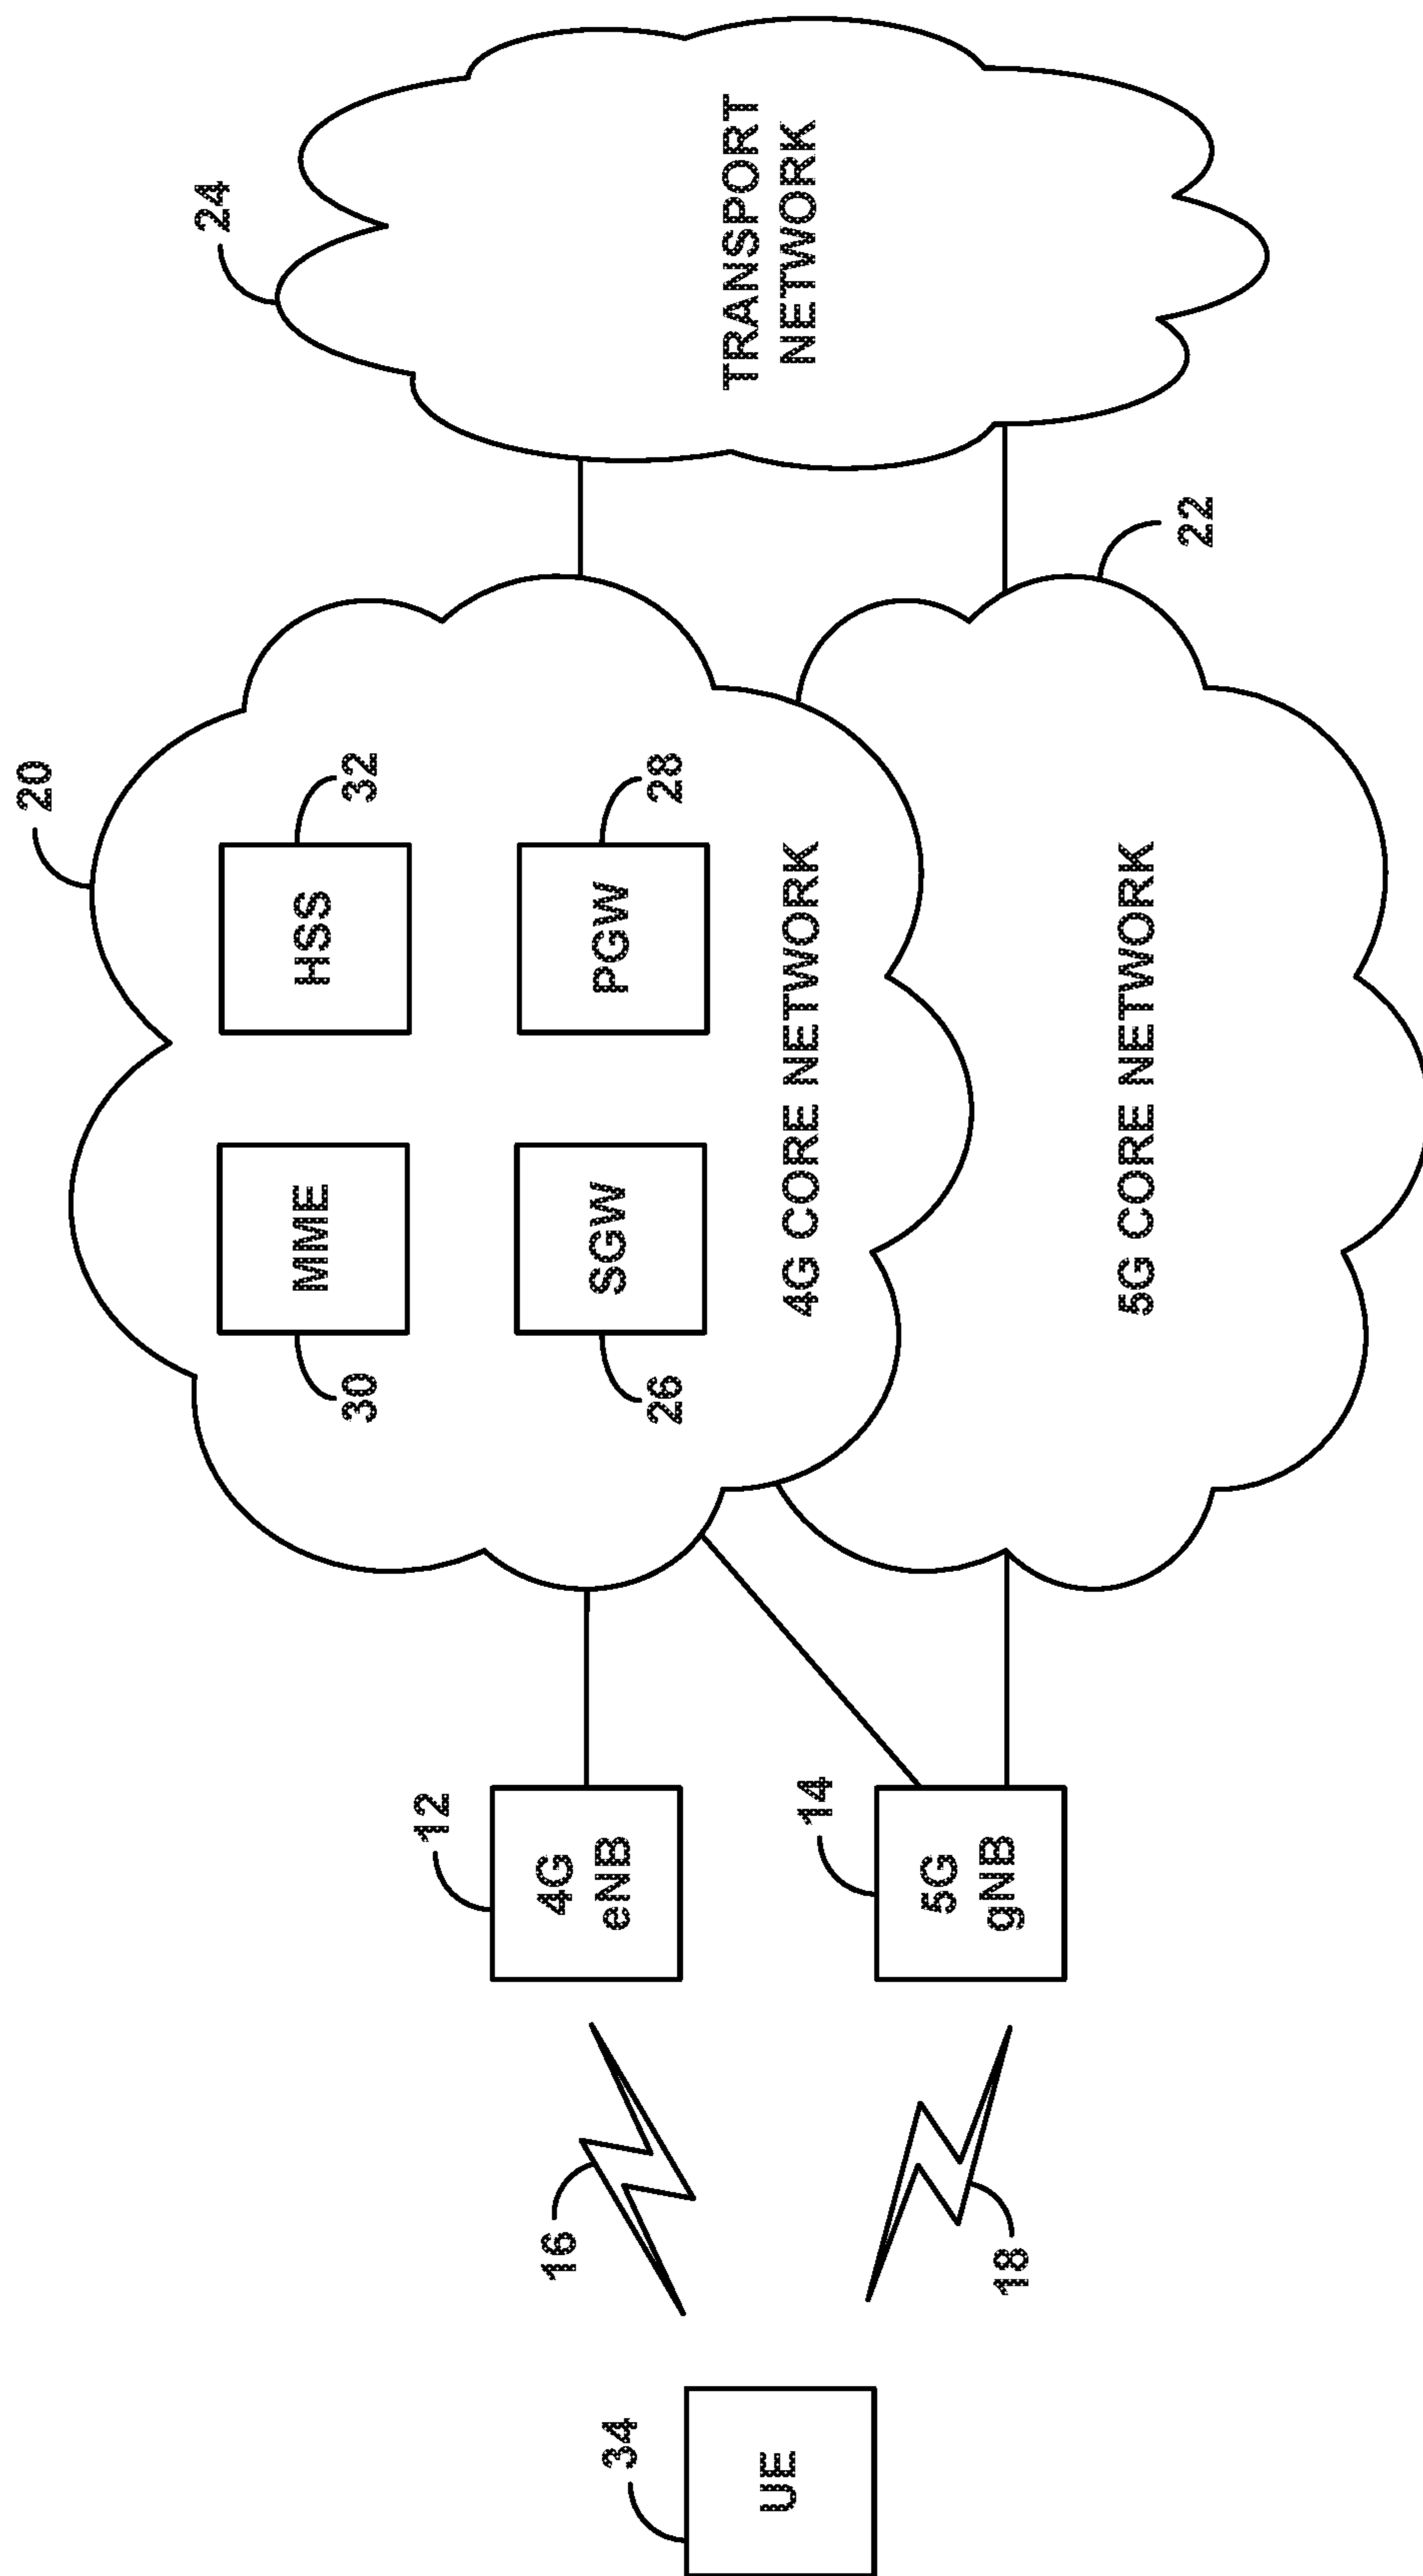 20
24
30
MME
HSS
32
12
4G
eNB
26
SGW
PGW
28
16
TRANSPORT
NETWORK
34
UE
4G CORE NETWORK
14
5G
gNB
18
5G CORE NETWORK
22